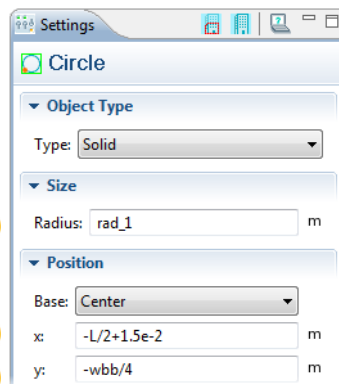 Settings
Circle
Object Type
Type: Solid
Size
Radius: rad_1 m
Position
Base: Center
x: -L/2+1.5e-2 m
y: -wbb/4 m